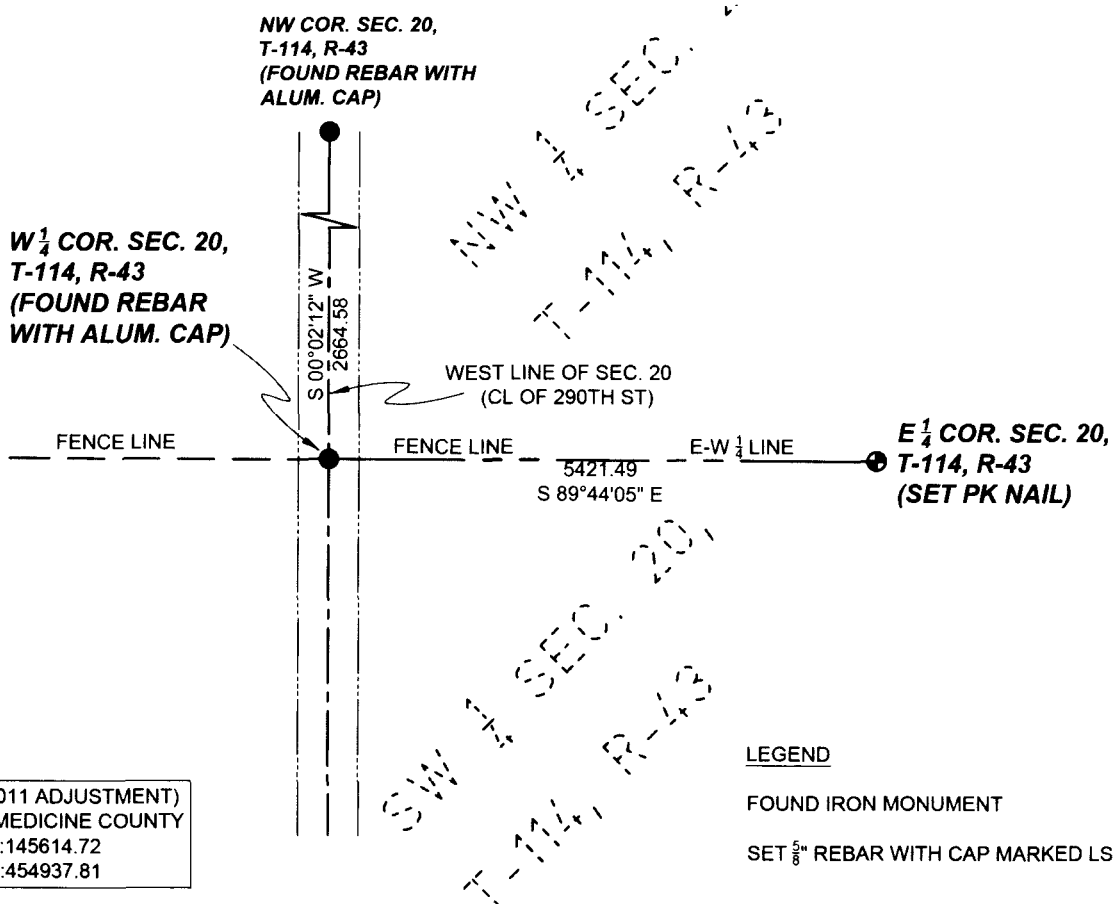 NW COR. SEC. 20,
T-114, R-43
(FOUND REBAR WITH
ALUM. CAP)
NW 1/4 SEC.
T-114, R-43
W 1/4 COR. SEC. 20,
T-114, R-43
(FOUND REBAR
WITH ALUM. CAP)
S 00°02'12" W
2664.58
WEST LINE OF SEC. 20
(CL OF 290TH ST)
FENCE LINE
FENCE LINE
E-W 1/4 LINE
5421.49
S 89°44'05" E
E 1/4 COR. SEC. 20,
T-114, R-43
(SET PK NAIL)
SW 1/4 SEC. 20,
T-114, R-43
011 ADJUSTMENT)
MEDICINE COUNTY
:145614.72
:454937.81
LEGEND
FOUND IRON MONUMENT
SET 5/8" REBAR WITH CAP MARKED LS